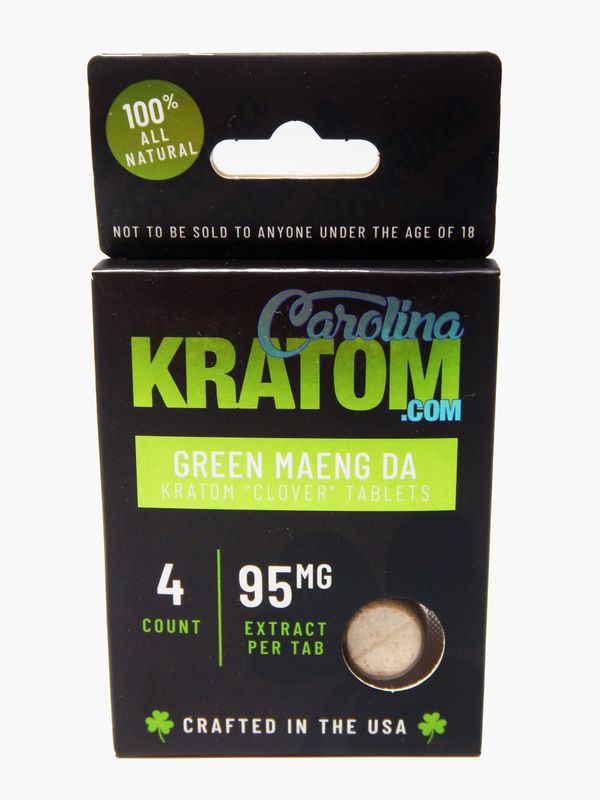 100%
ALL
NATURAL
NOT TO BE SOLD TO ANYONE UNDER THE AGE OF 18
Carolina
KRATOM
.COM
GREEN MAENG DA
KRATOM "CLOVER" TABLETS
4
COUNT
95MG
EXTRACT
PER TAB
CRAFTED IN THE USA